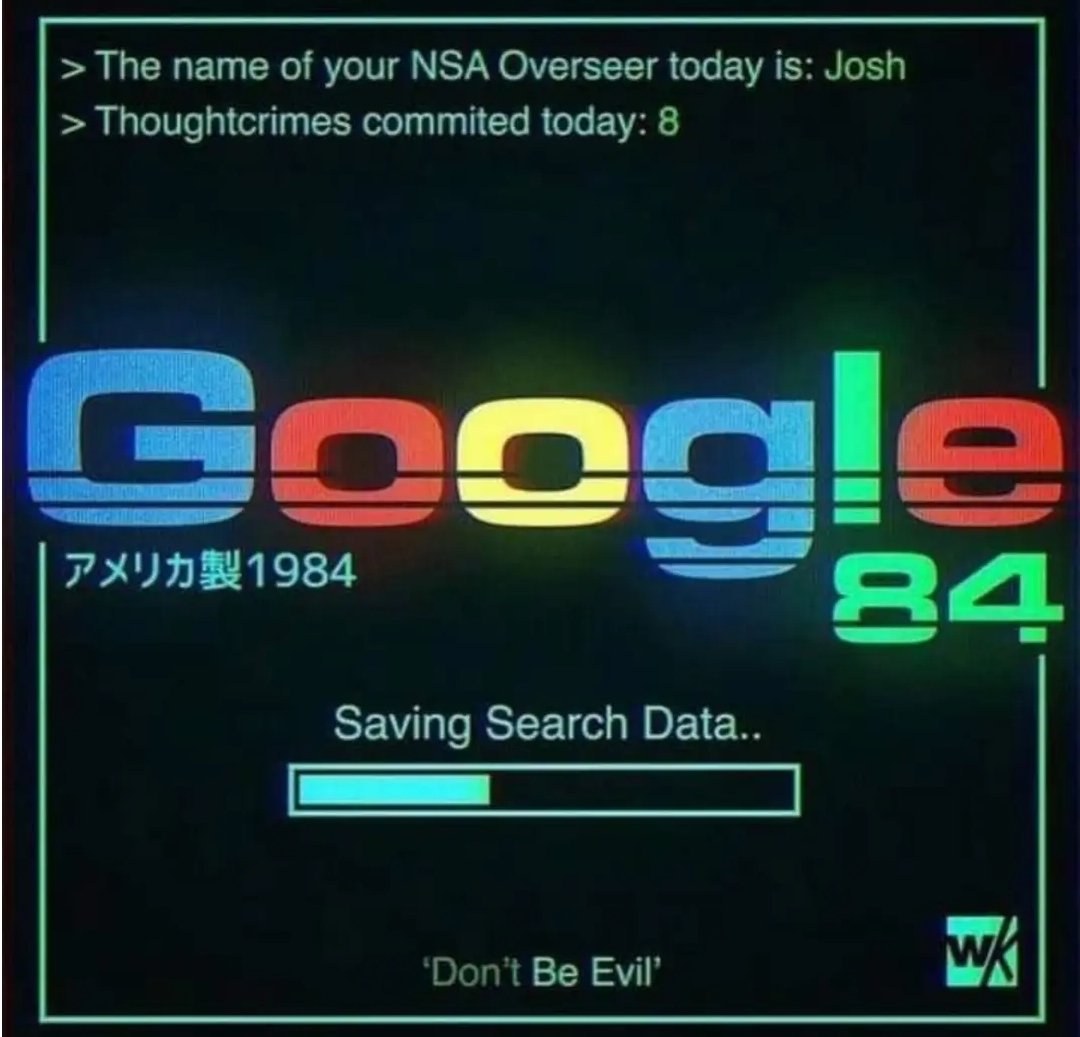 > The name of your NSA Overseer today is: Josh
> Thoughtcrimes commited today: 8
Google
アメリカ製1984
84
Saving Search Data..
'Don't Be Evil'
WK